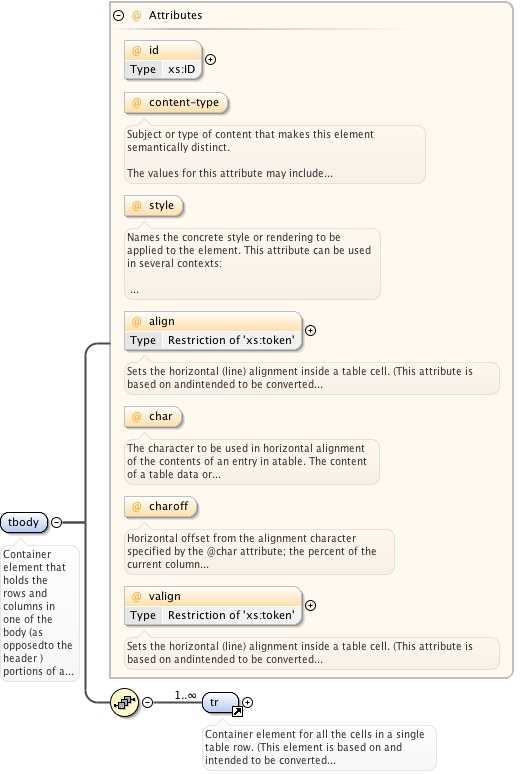 @ Attributes
@ id
Type xs:ID
@ content-type
Subject or type of content that makes this element
semantically distinct.
The values for this attribute may include...
@ style
Names the concrete style or rendering to be
applied to the element. This attribute can be used
in several contexts:
...
@ align
Type Restriction of 'xs:token'
Sets the horizontal (line) alignment inside a table cell. (This attribute is
based on andintended to be converted...
@ char
The character to be used in horizontal alignment
of the contents of an entry in atable. The content
of a table data or...
@ charoff
Horizontal offset from the alignment character
specified by the @char attribute; the percent of the
current column...
@ valign
Type Restriction of 'xs:token'
Sets the horizontal (line) alignment inside a table cell. (This attribute is
based on andintended to be converted...
tbody
Container
element that
holds the
rows and
columns in
one of the
body (as
opposedto the
header )
portions of a...
1..∞
tr
Container element for all the cells in a single
table row. (This element is based on and
intended to be converted...